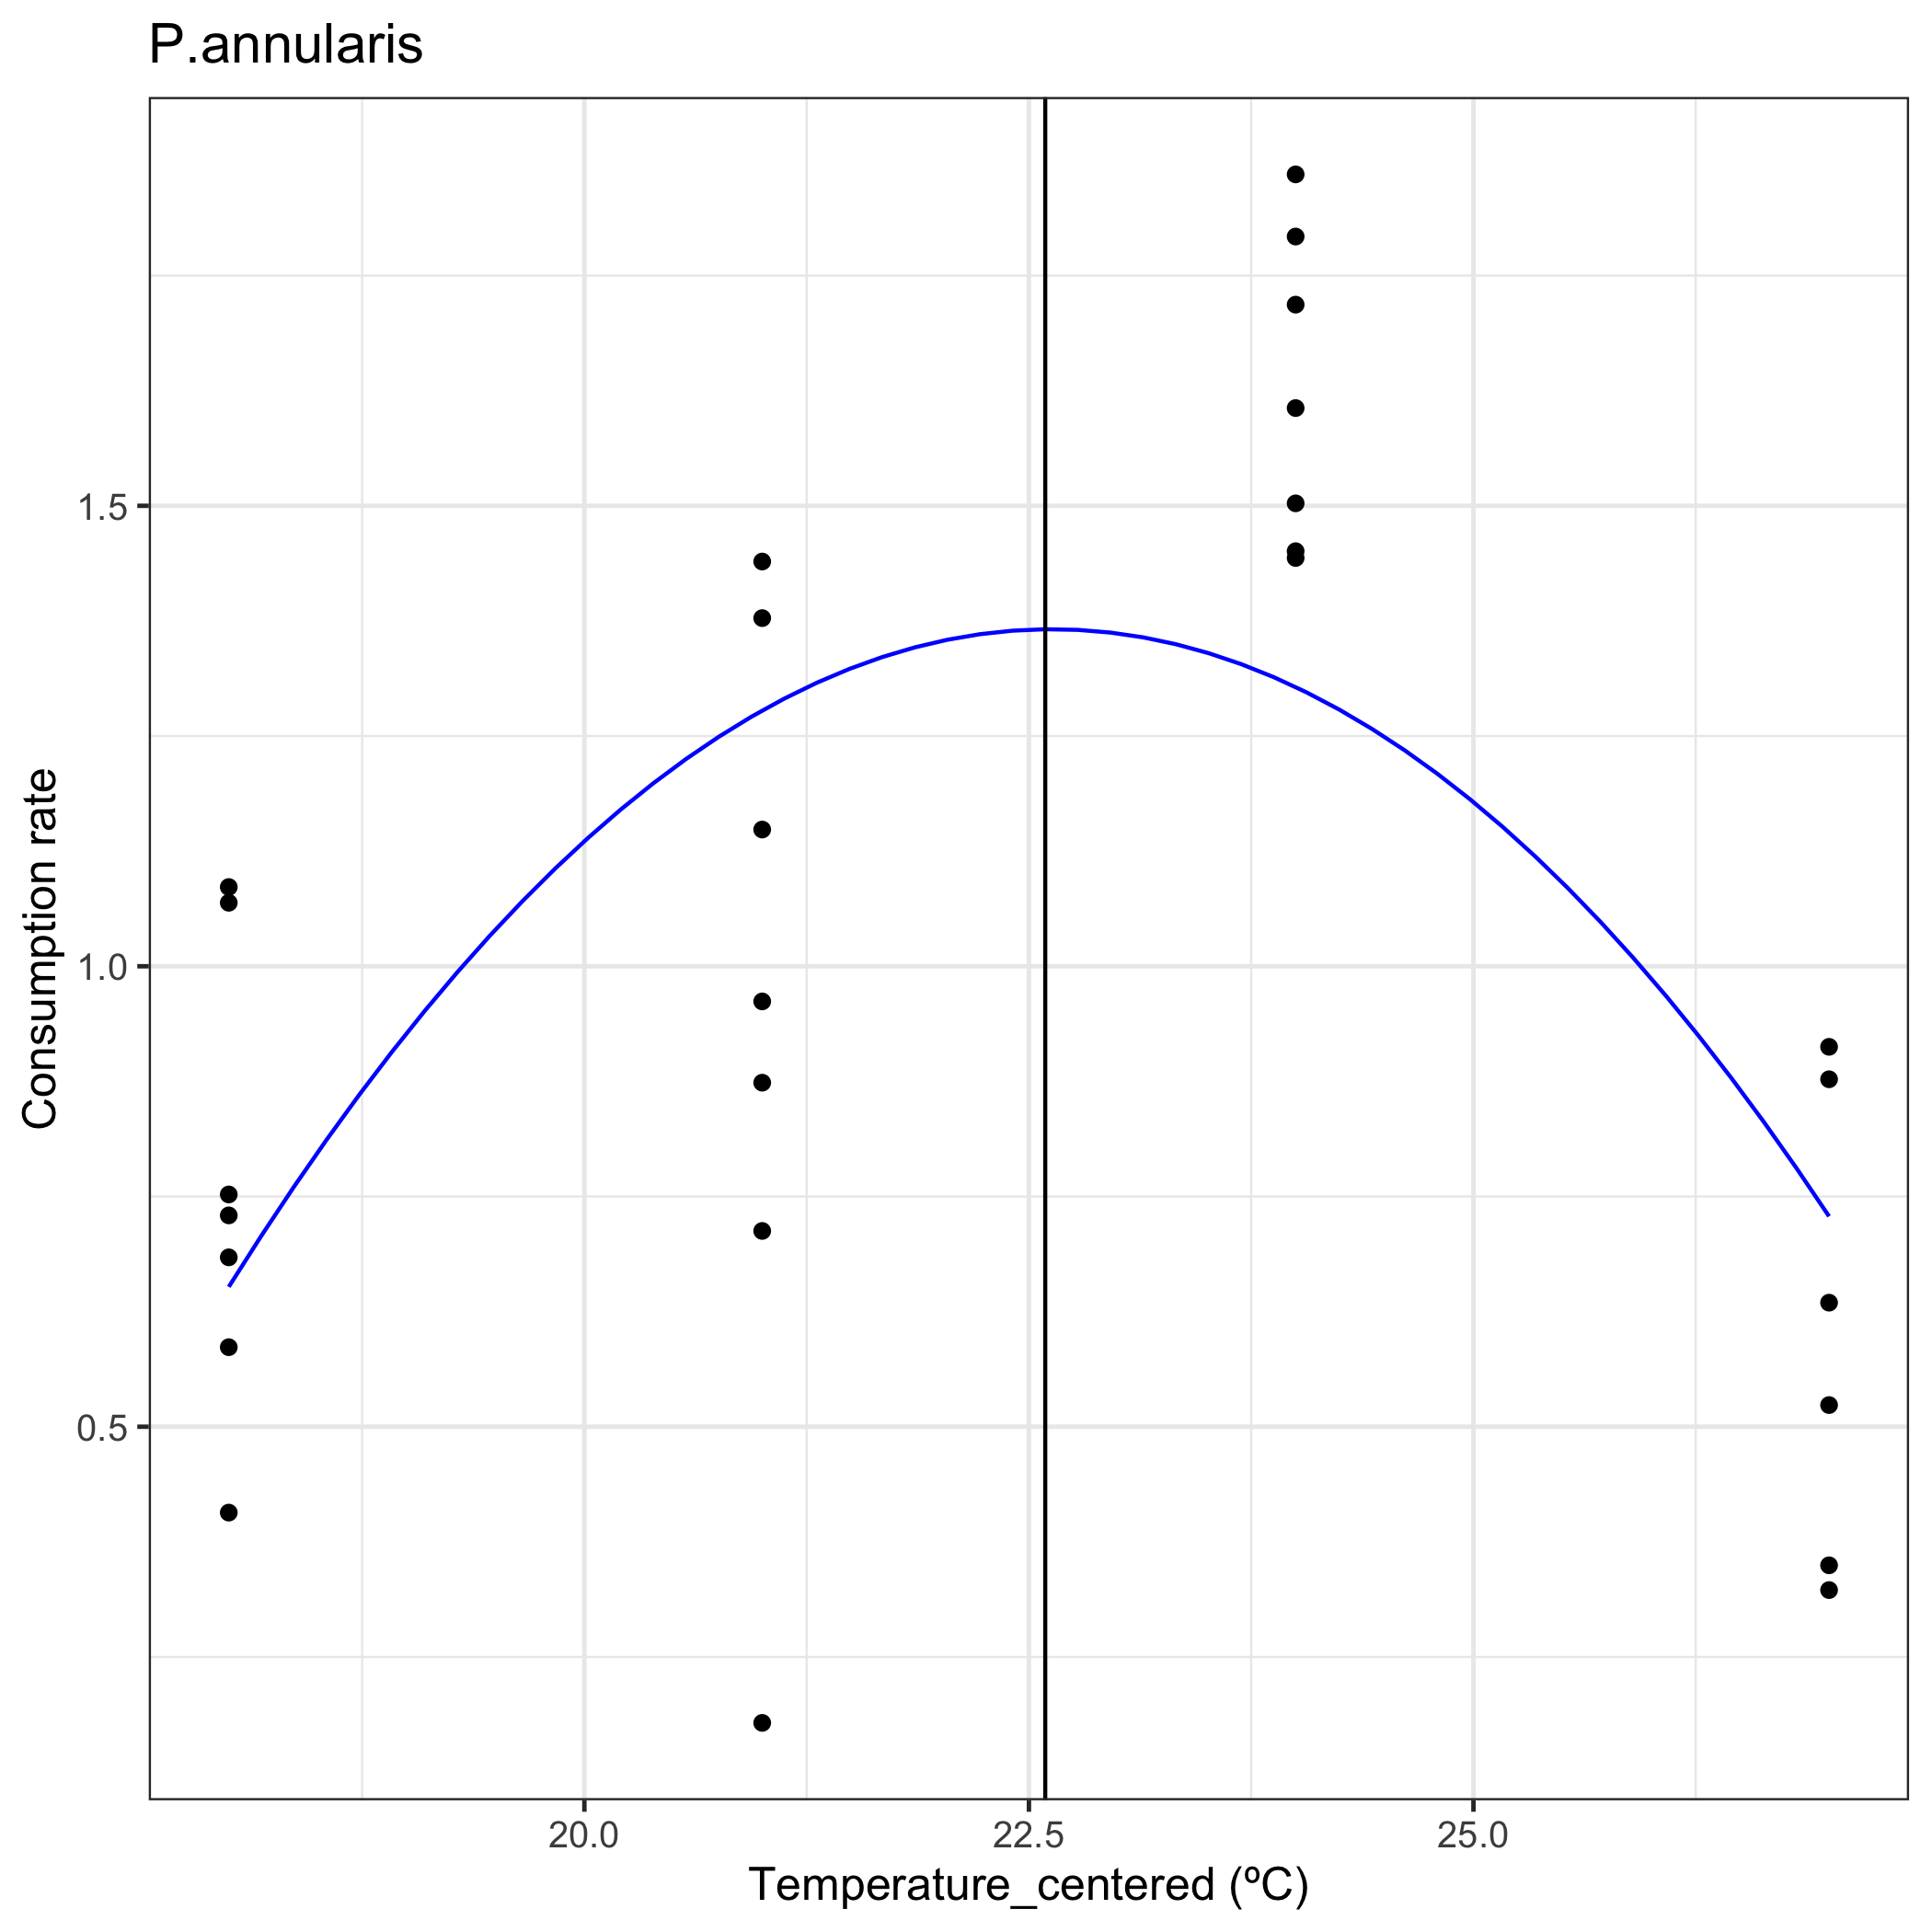 P.annularis
Consumption rate
1.5
1.0
0.5
20.0
22.5
25.0
Temperature_centered (ºC)